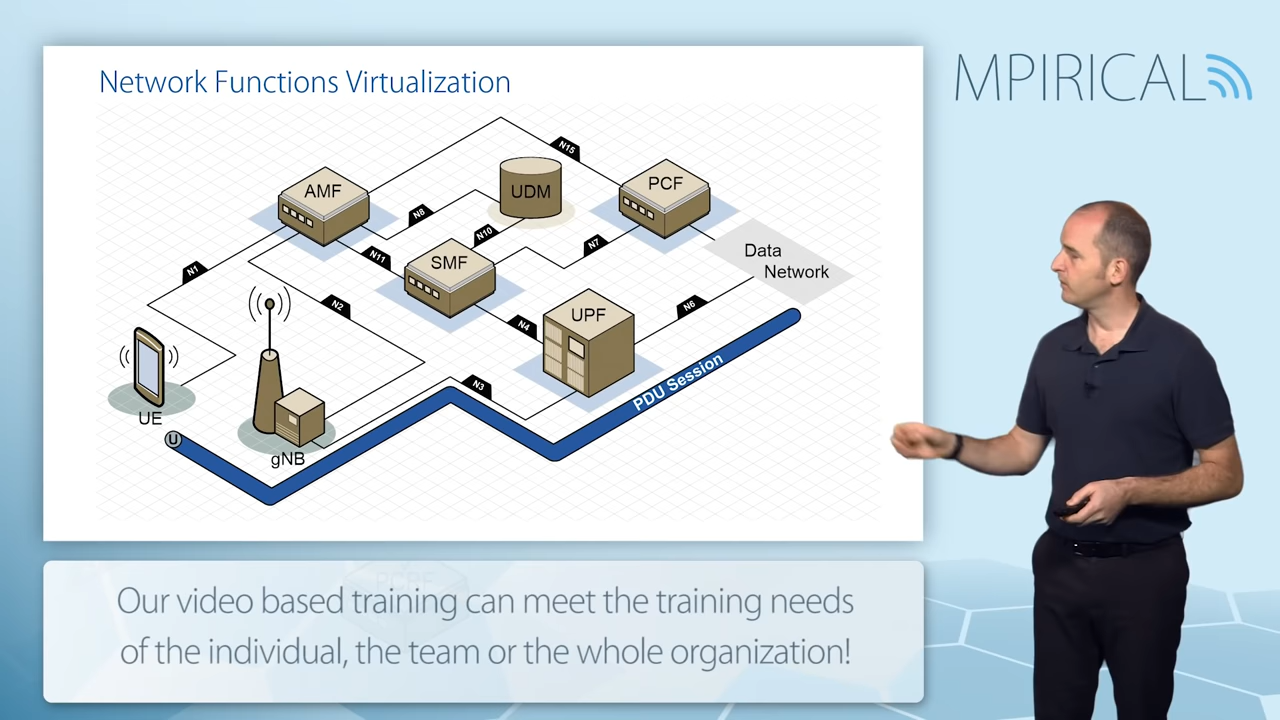 MPIRICAL
Network Functions Virtualization
N15
AMF
UDM
PCF
N8
N10
N7
Data
Network
N11
SMF
N1
N2
N6
UPF
N4
N3
PDU Session
UE
U
gNB
Our video based training can meet the training needs
of the individual, the team or the whole organization!